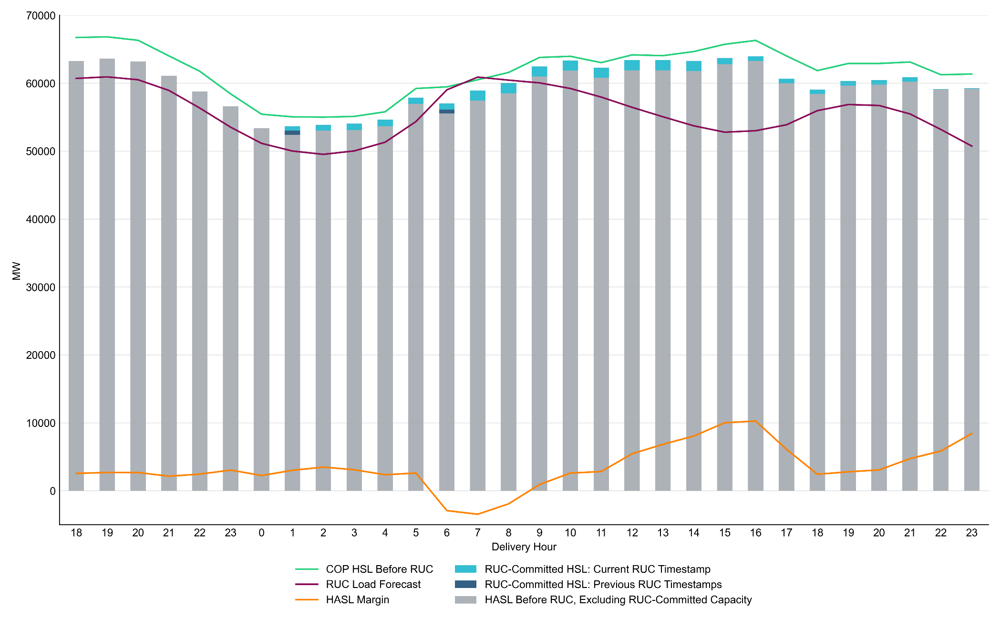 70000
60000
50000
40000
30000
20000
10000
0
MW
18 19 20 21 22 23 0 1 2 3 4 5 6 7 8 9 10 11 12 13 14 15 16 17 18 19 20 21 22 23
Delivery Hour
COP HSL Before RUC
RUC Load Forecast
HASL Margin
RUC-Committed HSL: Current RUC Timestamp
RUC-Committed HSL: Previous RUC Timestamps
HASL Before RUC, Excluding RUC-Committed Capacity